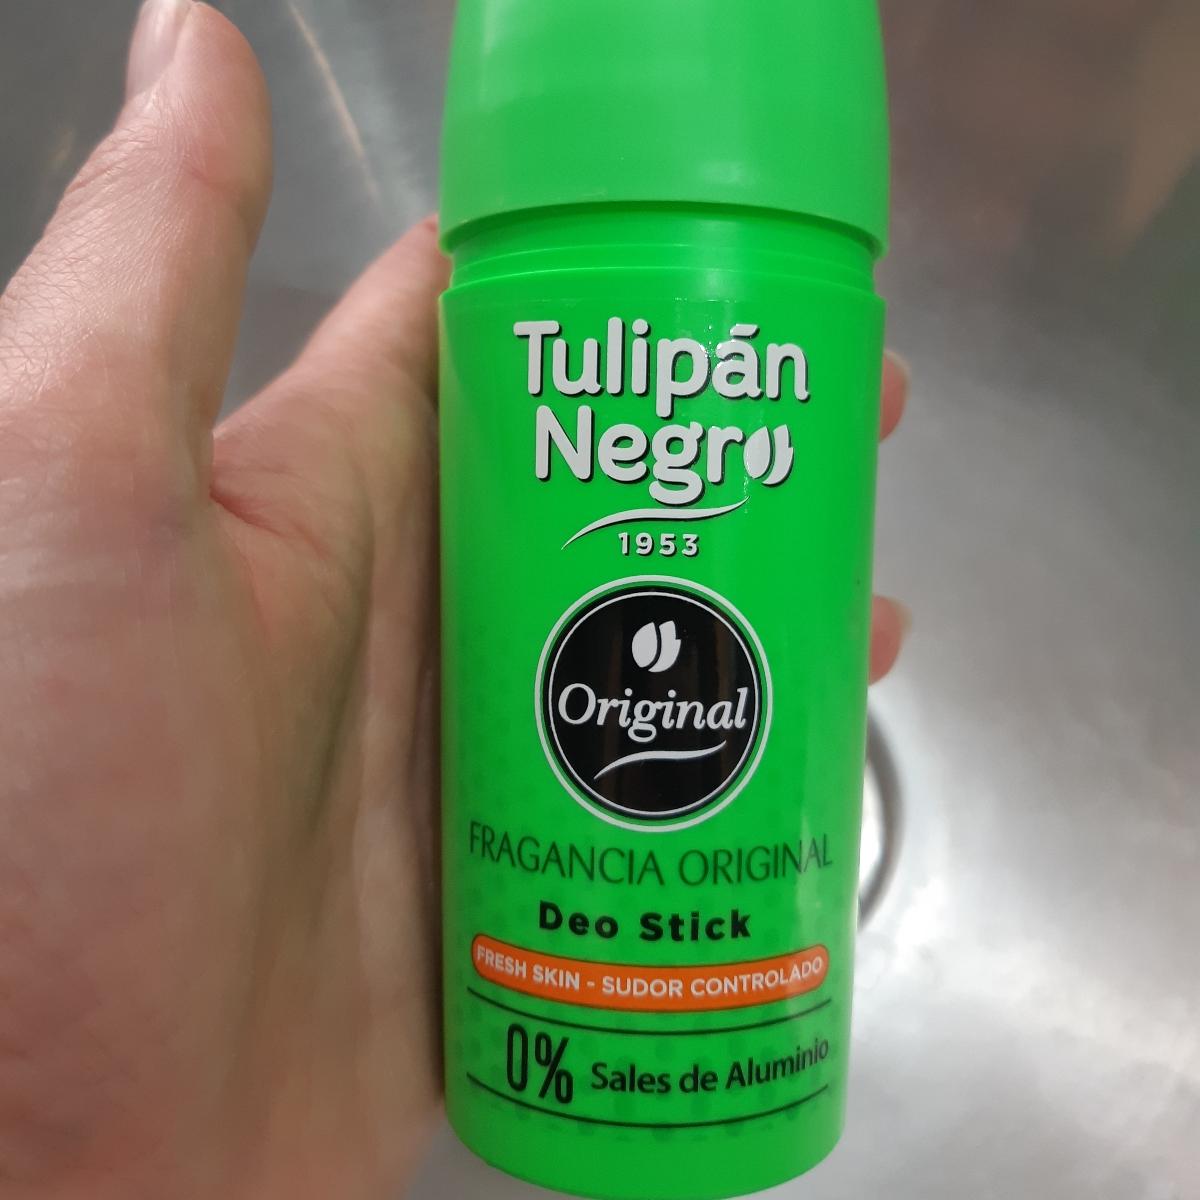 Tulipán
Negro
1953
Original
FRAGANCIA ORIGINAL
Deo Stick
FRESH SKIN - SUDOR CONTROLADO
0% Sales de Aluminio